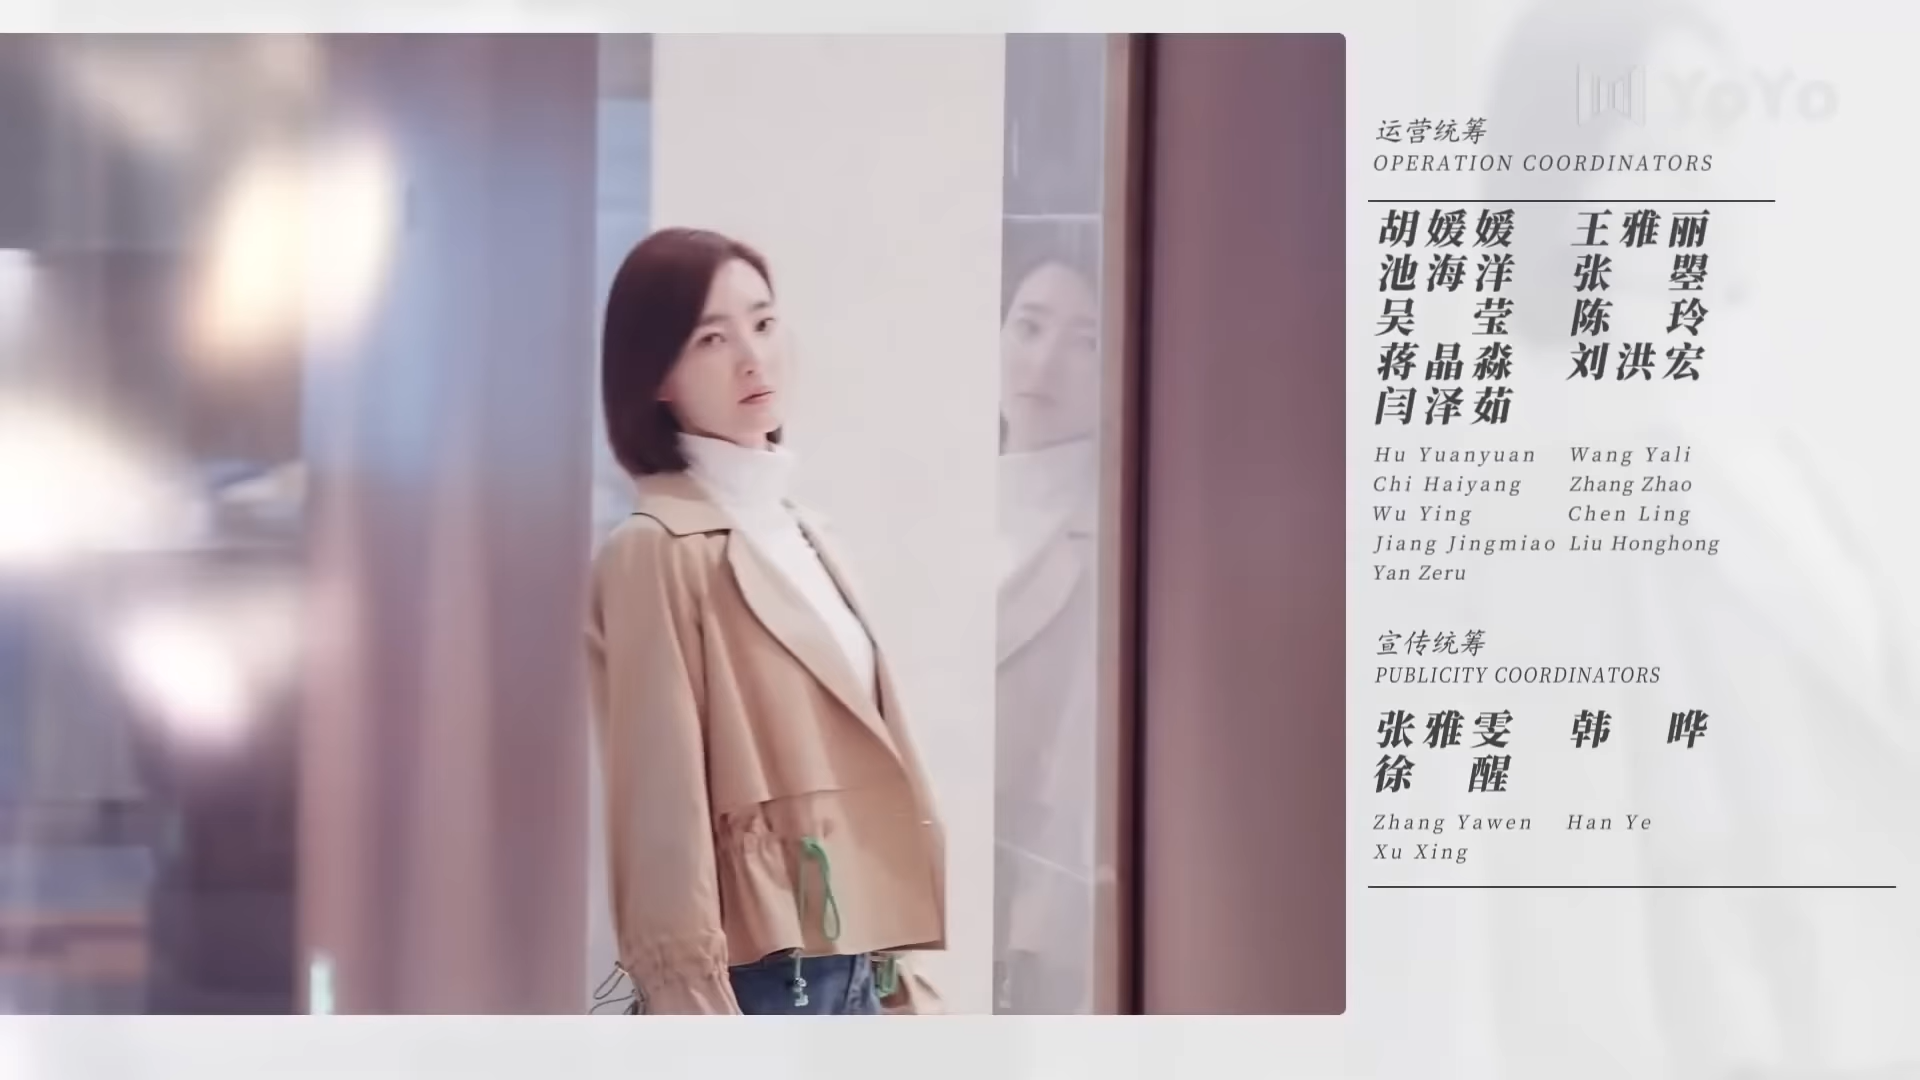 YoYo
运营统筹
OPERATION COORDINATORS
胡媛媛 王雅丽
池海洋 张曌
吴莹 陈玲
蒋晶淼 刘洪宏
闫泽茹
Hu Yuanyuan Wang Yali
Chi Haiyang Zhang Zhao
Wu Ying Chen Ling
Jiang Jingmiao Liu Honghong
Yan Zeru
宣传统筹
PUBLICITY COORDINATORS
张雅雯 韩晔
徐醒
Zhang Yawen Han Ye
Xu Xing